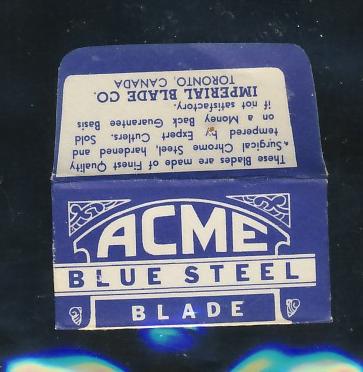 These Blades are made of Finest Quality
Surgical Chrome Steel, hardened and
tempered by Expert Cutlers. Sold
on a Money Back Guarantee Basis
if not satisfactory.
IMPERIAL BLADE CO.
TORONTO, CANADA
ACME
BLUE STEEL
BLADE